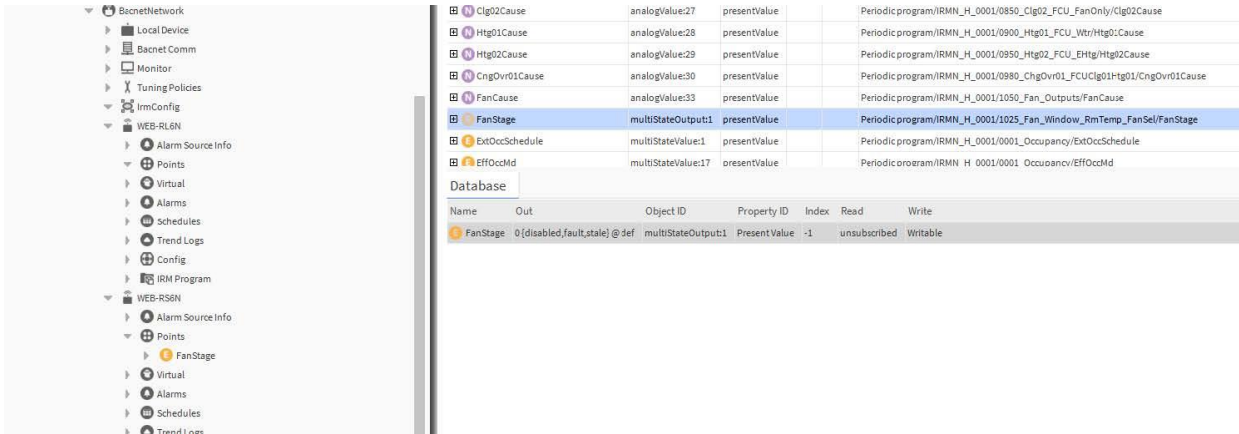 BacnetNetwork
Local Device
Bacnet Comm
Monitor
Tuning Policies
IrmConfig
WEB-RL6N
Alarm Source Info
Points
Virtual
Alarms
Schedules
Trend Logs
Config
IRM Program
WEB-RS6N
Alarm Source Info
Points
FanStage
Virtual
Alarms
Schedules
Trend Logs
Clg02Cause analogValue:27 presentValue Periodic program/IRMN_H_0001/0850_Clg02_FCU_FanOnly/Clg02Cause
Htg01Cause analogValue:28 presentValue Periodic program/IRMN_H_0001/0900_Htg01_FCU_Wtr/Htg01Cause
Htg02Cause analogValue:29 presentValue Periodic program/IRMN_H_0001/0950_Htg02_FCU_EHtg/Htg02Cause
CngOvr01Cause analogValue:30 presentValue Periodic program/IRMN_H_0001/0980_ChgOvr01_FCUClg01Htg01/CngOvr01Cause
FanCause analogValue:33 presentValue Periodic program/IRMN_H_0001/1050_Fan_Outputs/FanCause
FanStage multiStateOutput:1 presentValue Periodic program/IRMN_H_0001/1025_Fan_Window_RmTemp_FanSel/FanStage
ExtOccSchedule multiStateValue:1 presentValue Periodic program/IRMN_H_0001/0001_Occupancy/ExtOccSchedule
EffOccMd multiStateValue:17 presentValue Periodic program/IRMN_H_0001/0001_Occupancy/EffOccMd
Database
Name Out Object ID Property ID Index Read Write
FanStage 0 {disabled,fault,stale} @ def multiStateOutput:1 Present Value -1 unsubscribed Writable